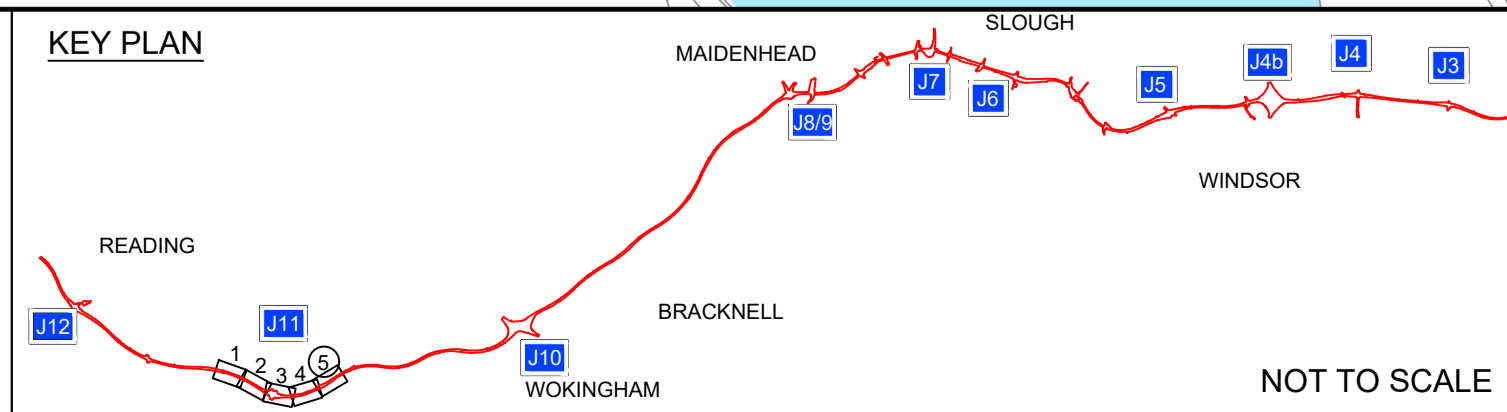 KEY PLAN
SLOUGH
MAIDENHEAD
J7
J6
J8/9
J5
J4b
J4
J3
WINDSOR
READING
J12
J11
BRACKNELL
J10
WOKINGHAM
1
2
3
4
5
NOT TO SCALE